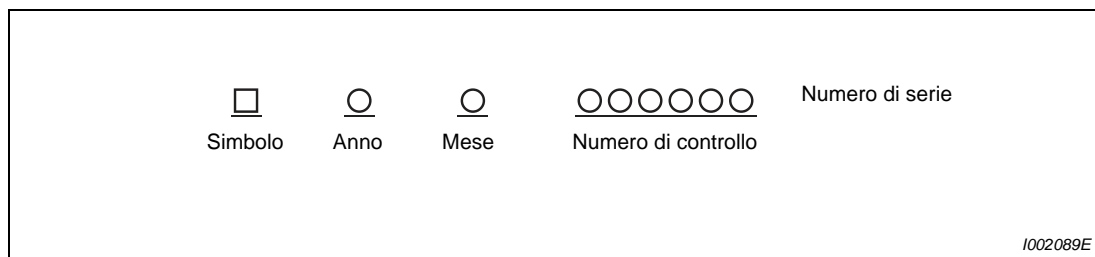 □ ○ ○ ○○○○○○ Numero di serie
Simbolo Anno Mese Numero di controllo
I002089E